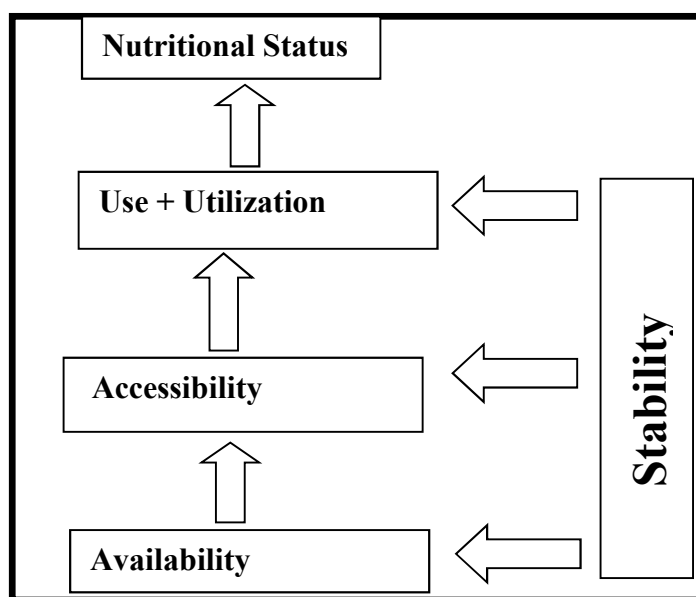 Nutritional Status
Use + Utilization
Accessibility
Availability
Stability